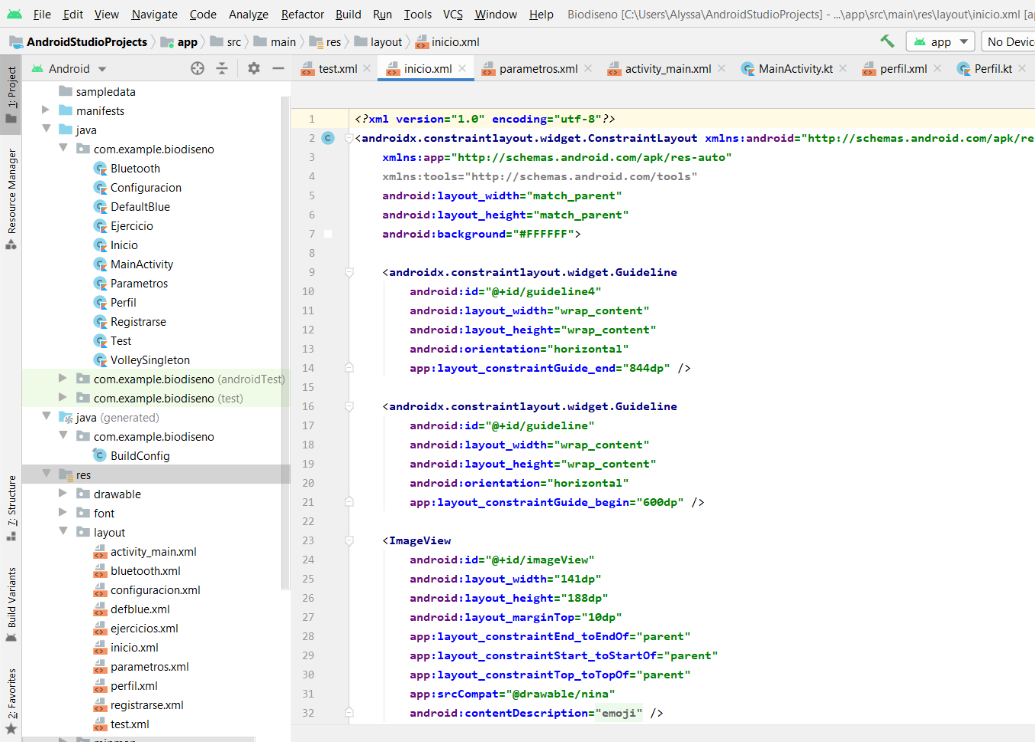 File Edit View Navigate Code Analyze Refactor Build Run Tools VCS Window Help Biodiseno [C:\Users\Alyssa\AndroidStudioProjects] - ...\app\src\main\res\layout\inicio.xml [a
AndroidStudioProjects app src main res layout inicio.xml app No Devic
1: Project
Resource Manager
Z: Structure
Build Variants
2: Favorites
Android
sampledata
manifests
java
com.example.biodiseno
Bluetooth
Configuracion
DefaultBlue
Ejercicio
Inicio
MainActivity
Parametros
Perfil
Registrarse
Test
VolleySingleton
com.example.biodiseno (androidTest)
com.example.biodiseno (test)
java (generated)
com.example.biodiseno
BuildConfig
res
drawable
font
layout
activity_main.xml
bluetooth.xml
configuracion.xml
defblue.xml
ejercicios.xml
inicio.xml
parametros.xml
perfil.xml
registrarse.xml
test.xml
test.xml inicio.xml parametros.xml activity_main.xml MainActivity.kt perfil.xml Perfil.kt
1 <?xml version="1.0" encoding="utf-8"?>
2 <androidx.constraintlayout.widget.ConstraintLayout xmlns:android="http://schemas.android.com/apk/re
3 xmlns:app="http://schemas.android.com/apk/res-auto"
4 xmlns:tools="http://schemas.android.com/tools"
5 android:layout_width="match_parent"
6 android:layout_height="match_parent"
7 android:background="#FFFFFF">
8
9 <androidx.constraintlayout.widget.Guideline
10 android:id="@+id/guideline4"
11 android:layout_width="wrap_content"
12 android:layout_height="wrap_content"
13 android:orientation="horizontal"
14 app:layout_constraintGuide_end="844dp" />
15
16 <androidx.constraintlayout.widget.Guideline
17 android:id="@+id/guideline"
18 android:layout_width="wrap_content"
19 android:layout_height="wrap_content"
20 android:orientation="horizontal"
21 app:layout_constraintGuide_begin="600dp" />
22
23 <ImageView
24 android:id="@+id/imageView"
25 android:layout_width="141dp"
26 android:layout_height="188dp"
27 android:layout_marginTop="10dp"
28 app:layout_constraintEnd_toEndOf="parent"
29 app:layout_constraintStart_toStartOf="parent"
30 app:layout_constraintTop_toTopOf="parent"
31 app:srcCompat="@drawable/nina"
32 android:contentDescription="emoji" />